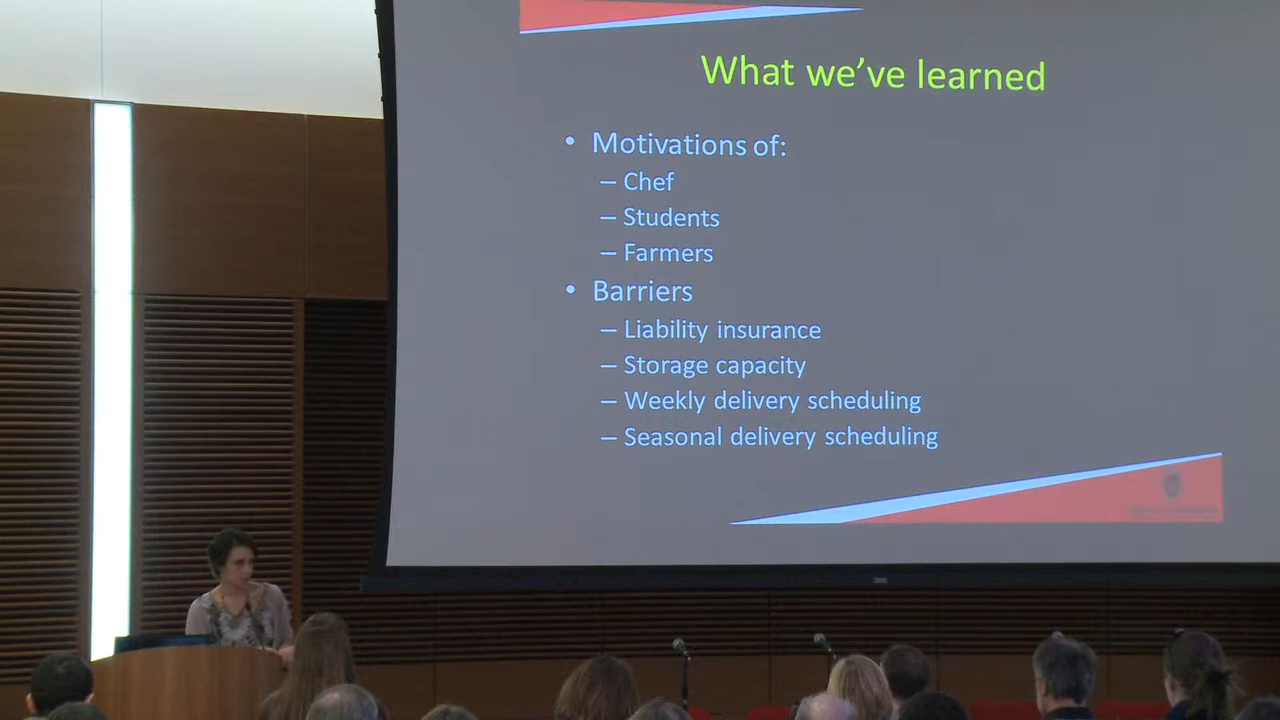 What we've learned
• Motivations of:
– Chef
– Students
– Farmers
• Barriers
– Liability insurance
– Storage capacity
– Weekly delivery scheduling
– Seasonal delivery scheduling